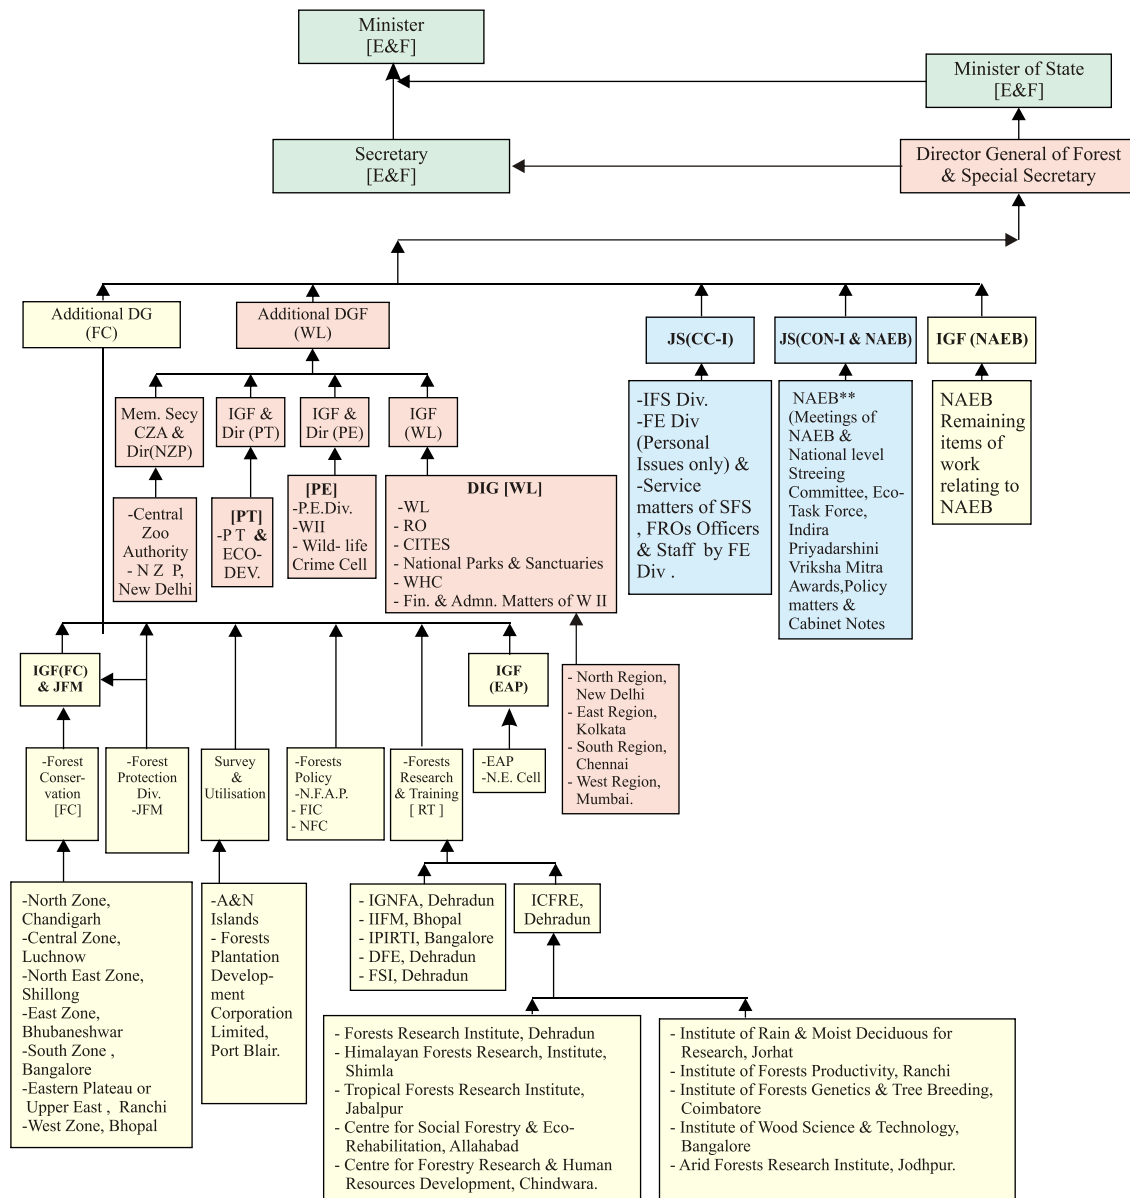 Minister
[E&F]
Minister of State
[E&F]
Secretary
[E&F]
Director General of Forest
& Special Secretary
Additional DG
(FC)
Additional DGF
(WL)
JS(CC-I)
JS(CON-I & NAEB)
IGF (NAEB)
Mem. Secy
CZA &
Dir(NZP)
IGF &
Dir (PT)
IGF &
Dir (PE)
IGF
(WL)
-Central
Zoo
Authority
- N Z P,
New Delhi
[PT]
-P T &
ECO-
DEV.
[PE]
-P.E.Div.
-WII
- Wild- life
Crime Cell
DIG [WL]
-WL
- RO
- CITES
- National Parks & Sanctuaries
- WHC
- Fin. & Admn. Matters of W II
-IFS Div.
-FE Div
(Personal
Issues only) &
-Service
matters of SFS
, FROs Officers
& Staff by FE
Div .
NAEB**
(Meetings of
NAEB &
National level
Streeing
Committee, Eco-
Task Force,
Indira
Priyadarshini
Vriksha Mitra
Awards,Policy
matters &
Cabinet Notes
NAEB
Remaining
items of
work
relating to
NAEB
IGF(FC)
& JFM
IGF
(EAP)
- North Region,
New Delhi
- East Region,
Kolkata
- South Region,
Chennai
- West Region,
Mumbai.
-Forest
Conser-
vation
[FC]
-Forest
Protection
Div.
-JFM
Survey
&
Utilisation
-Forests
Policy
-N.F.A.P.
- FIC
- NFC
-Forests
Research
& Training
[ RT ]
-EAP
-N.E. Cell
-North Zone,
Chandigarh
-Central Zone,
Luchnow
-North East Zone,
Shillong
-East Zone,
Bhubaneshwar
-South Zone ,
Bangalore
-Eastern Plateau or
Upper East , Ranchi
-West Zone, Bhopal
-A&N
Islands
- Forests
Plantation
Develop-
ment
Corporation
Limited,
Port Blair.
- IGNFA, Dehradun
- IIFM, Bhopal
- IPIRTI, Bangalore
- DFE, Dehradun
- FSI, Dehradun
ICFRE,
Dehradun
- Forests Research Institute, Dehradun
- Himalayan Forests Research, Institute,
Shimla
- Tropical Forests Research Institute,
Jabalpur
- Centre for Social Forestry & Eco-
Rehabilitation, Allahabad
- Centre for Forestry Research & Human
Resources Development, Chindwara.
- Institute of Rain & Moist Deciduous for
Research, Jorhat
- Institute of Forests Productivity, Ranchi
- Institute of Forests Genetics & Tree Breeding,
Coimbatore
- Institute of Wood Science & Technology,
Bangalore
- Arid Forests Research Institute, Jodhpur.